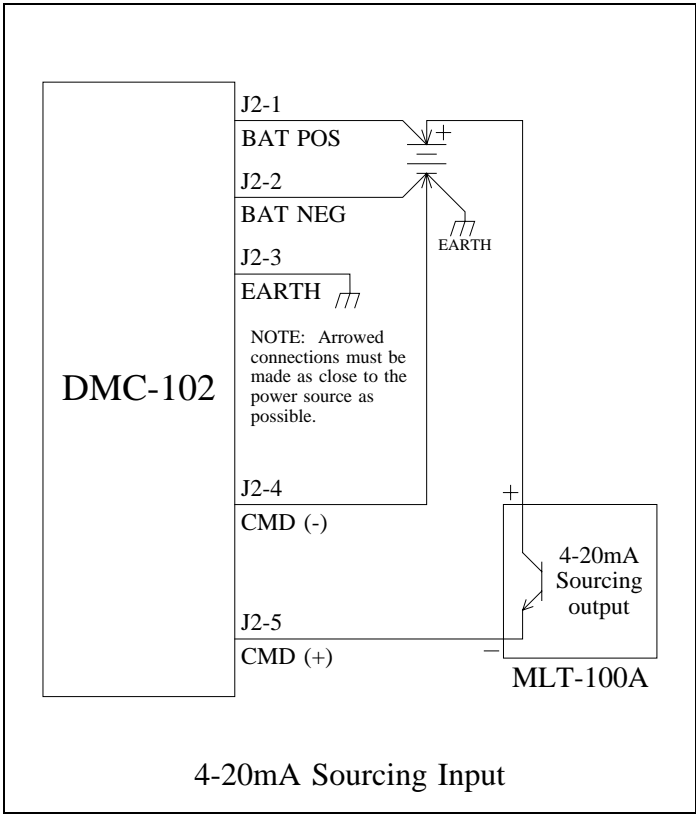 J2-1
BAT POS
+
J2-2
BAT NEG
EARTH
J2-3
EARTH
NOTE: Arrowed
connections must be
made as close to the
power source as
possible.
DMC-102
J2-4
CMD (-)
+
4-20mA
Sourcing
output
J2-5
CMD (+)
−
MLT-100A
4-20mA Sourcing Input